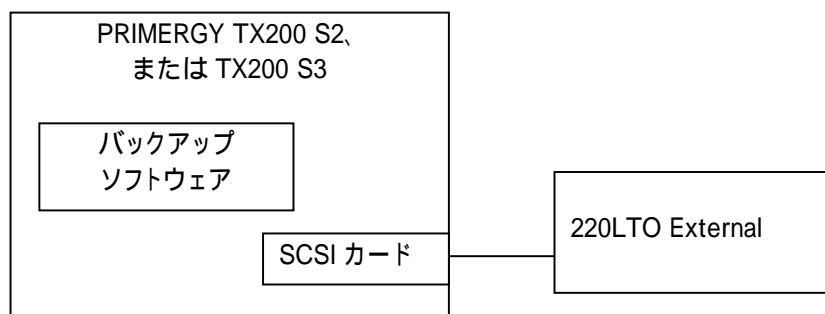 PRIMERGY TX200 S2、
または TX200 S3
バックアップ
ソフトウェア
SCSI カード
220LTO External